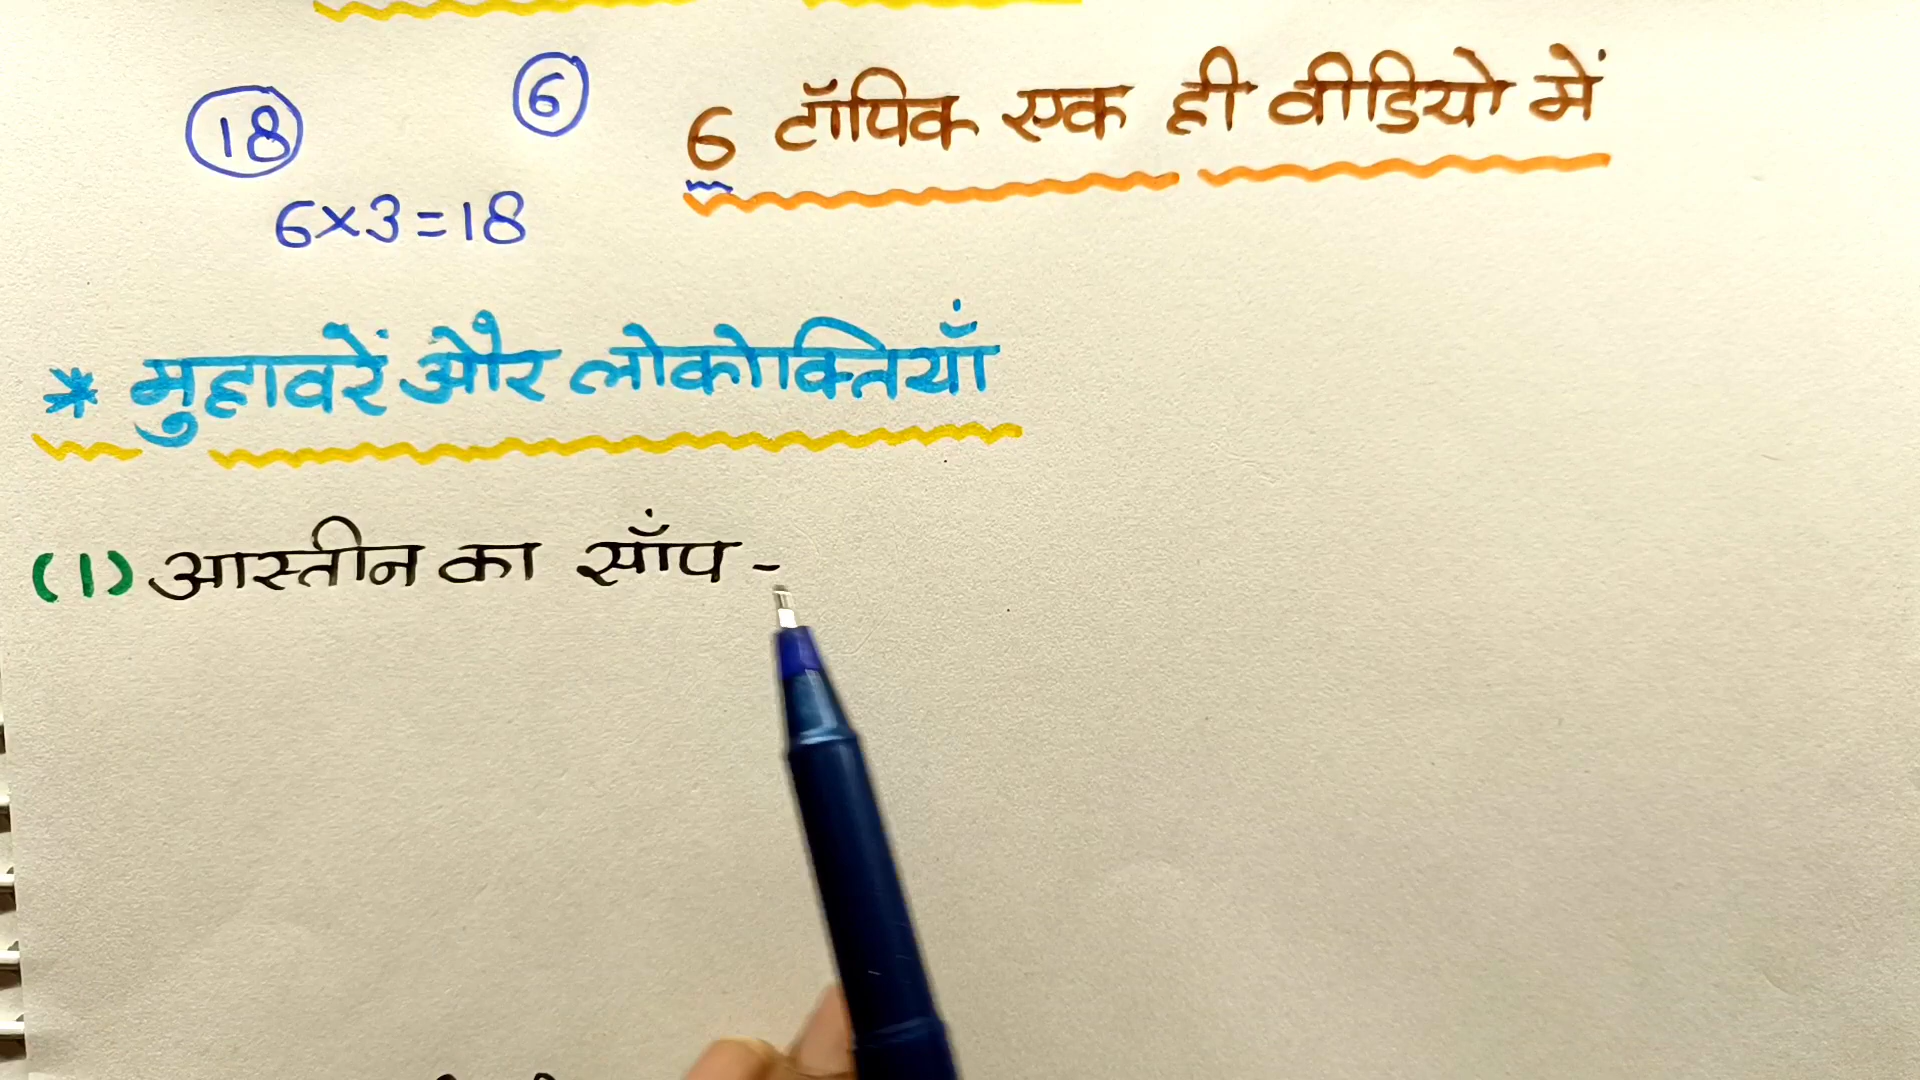 18 6 6 टॉपिक एक ही वीडियो में
6×3=18
* मुहावरें और लोकोक्तियाँ
(1) आस्तीन का साँप -